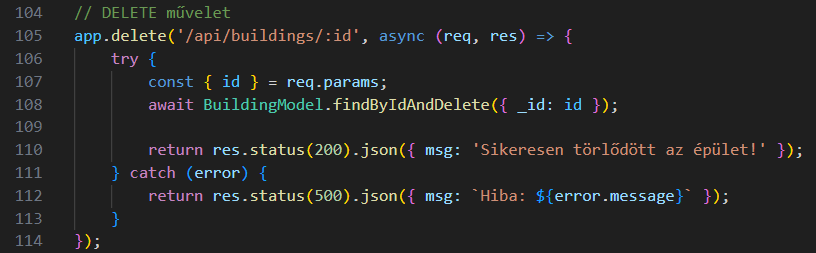 104 // DELETE művelet
105 app.delete('/api/buildings/:id', async (req, res) => {
106     try {
107         const { id } = req.params;
108         await BuildingModel.findByIdAndDelete({ _id: id });
109
110         return res.status(200).json({ msg: 'Sikeresen törlődött az épület!' });
111     } catch (error) {
112         return res.status(500).json({ msg: `Hiba: ${error.message}` });
113     }
114 });